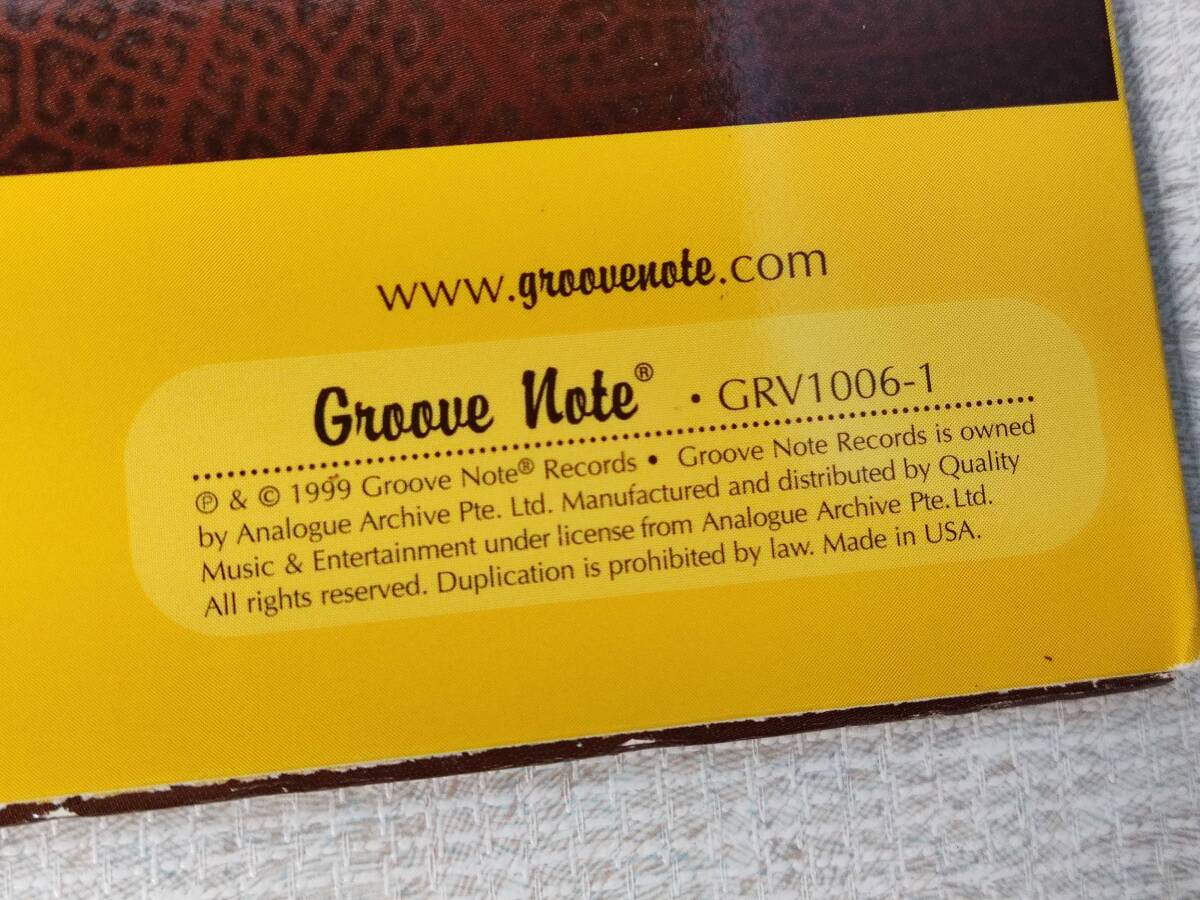 www.groovenote.com
Groove Note® • GRV1006-1
℗ & © 1999 Groove Note® Records • Groove Note Records is owned
by Analogue Archive Pte. Ltd. Manufactured and distributed by Quality
Music & Entertainment under license from Analogue Archive Pte. Ltd.
All rights reserved. Duplication is prohibited by law. Made in USA.